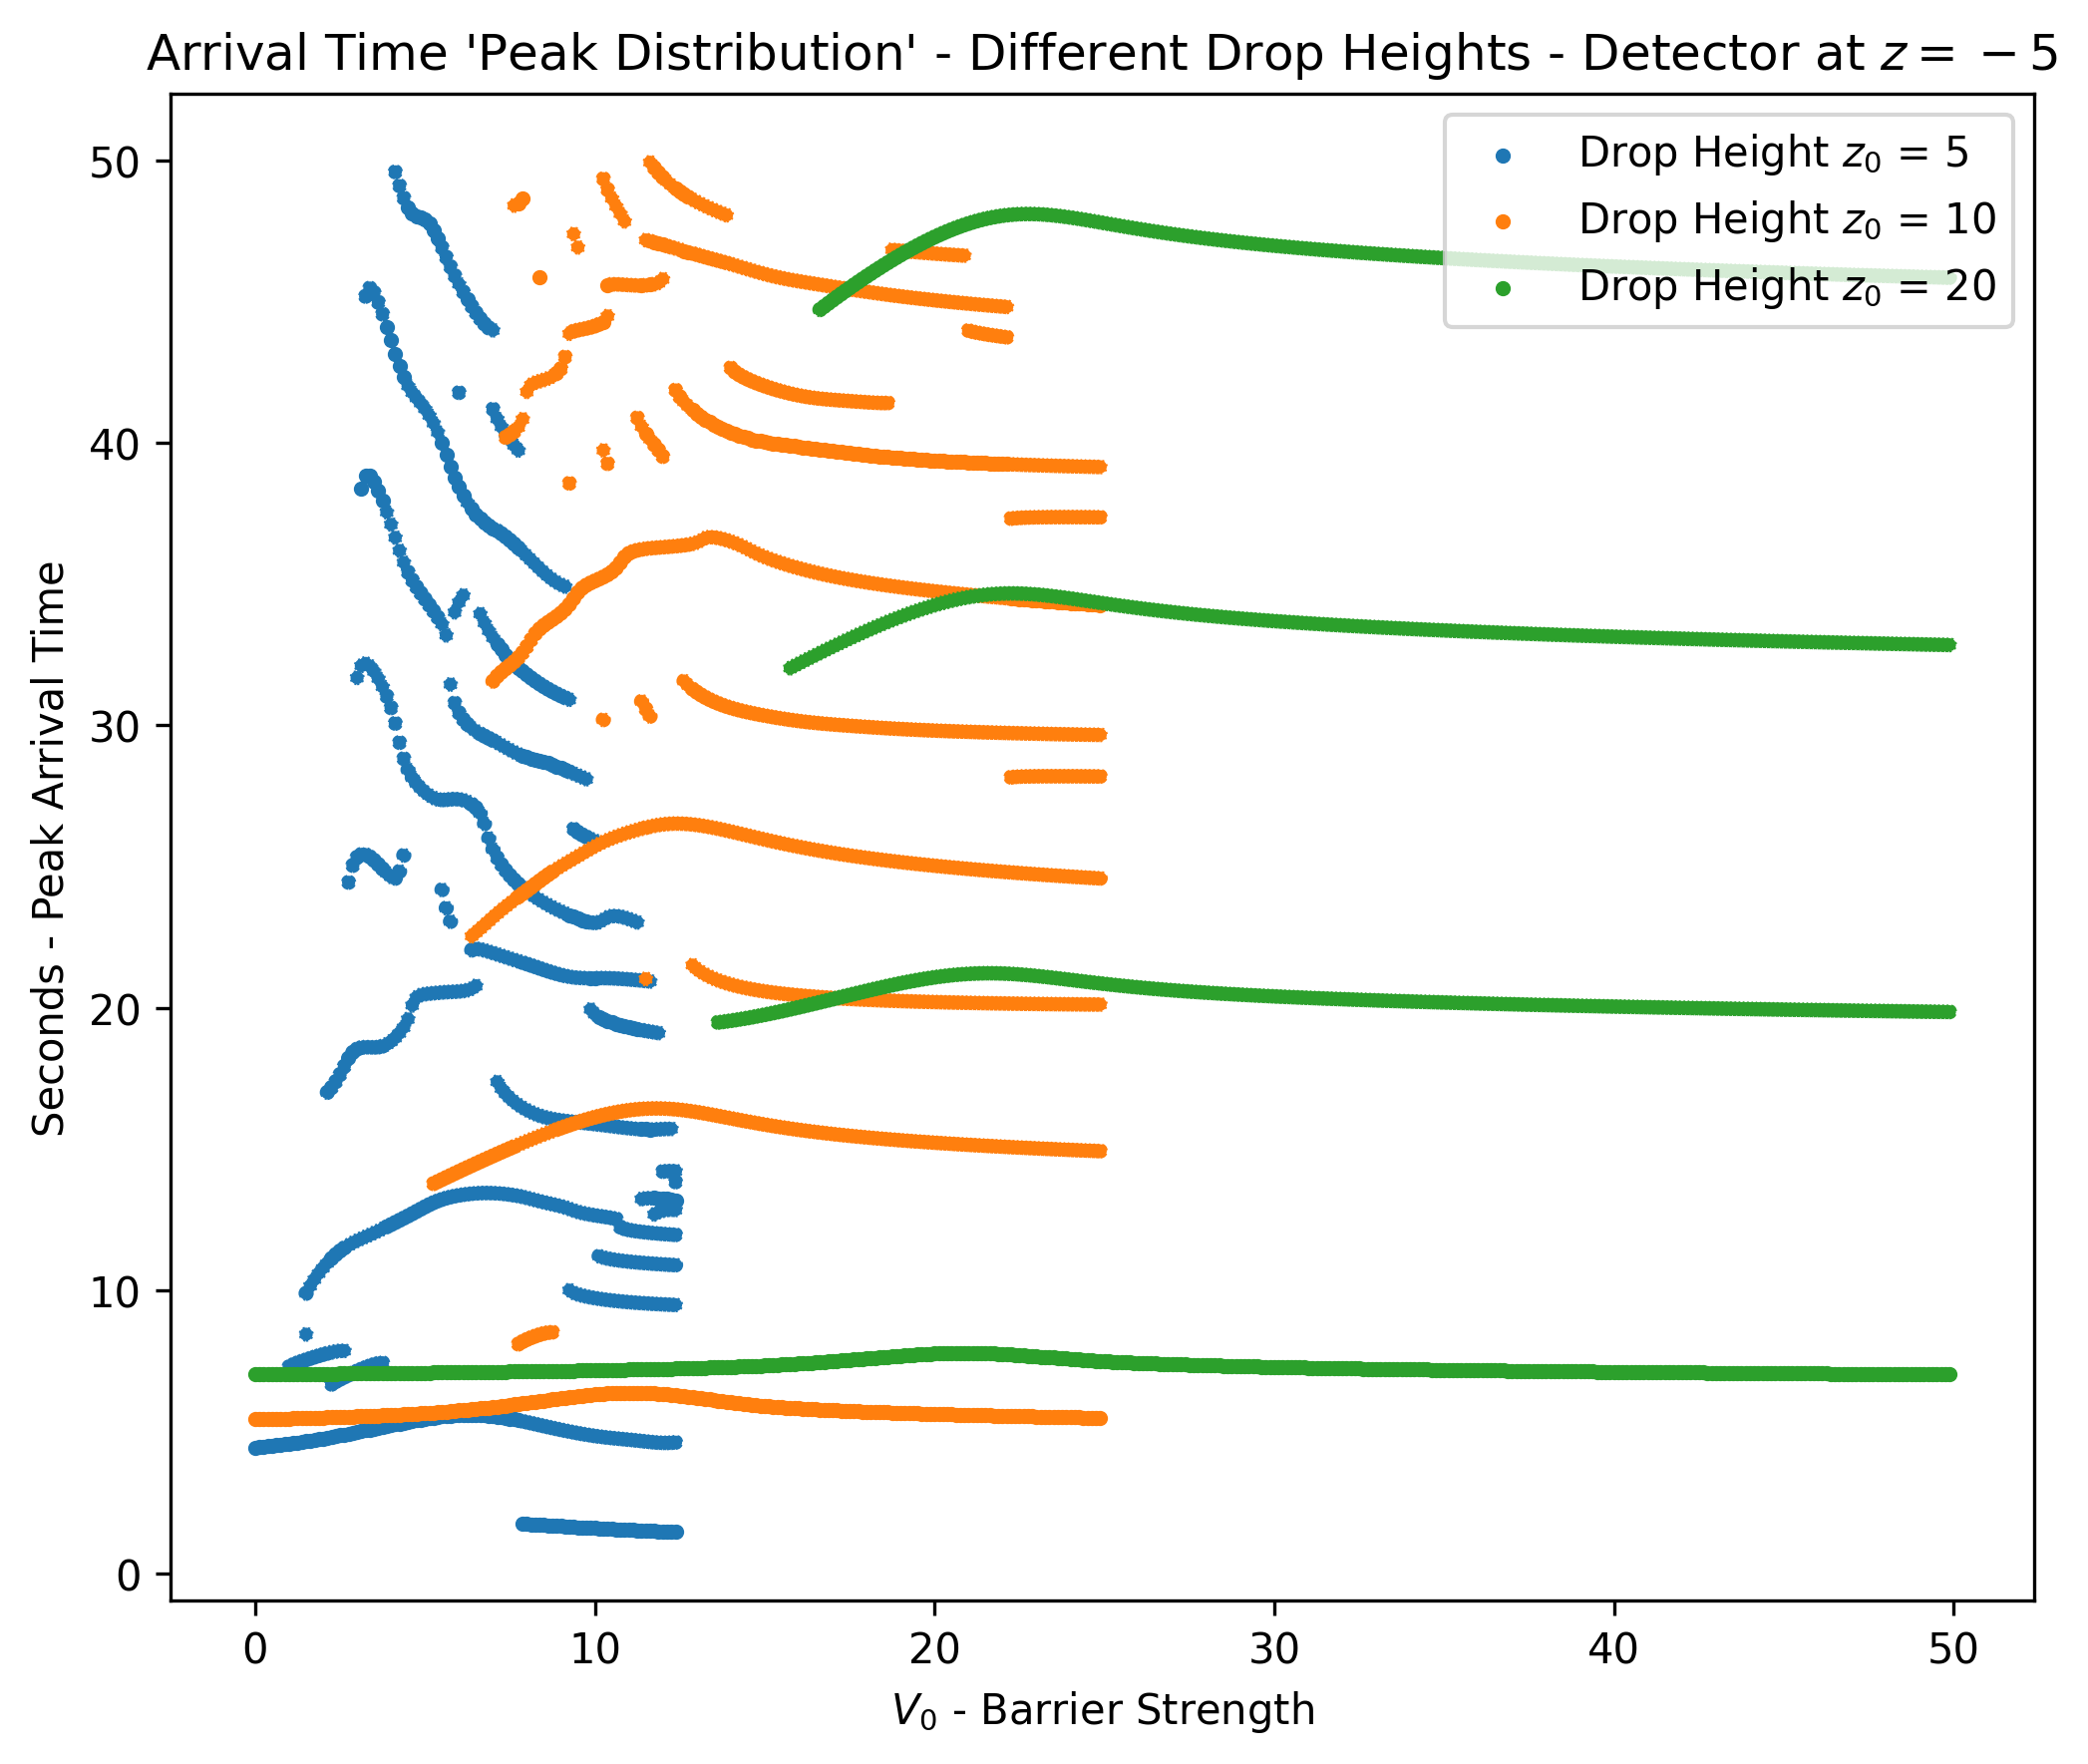 Arrival Time 'Peak Distribution' - Different Drop Heights - Detector at z = −5
Drop Height z₀ = 5
Drop Height z₀ = 10
Drop Height z₀ = 20
Seconds - Peak Arrival Time
50
40
30
20
10
0
0 10 20 30 40 50
V₀ - Barrier Strength